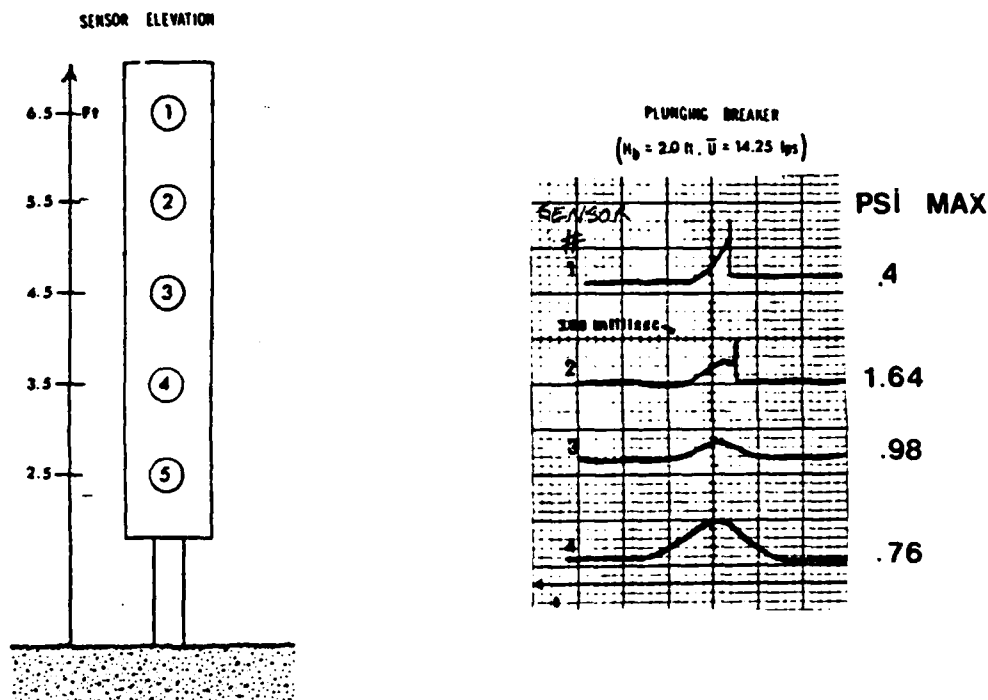 SENSOR ELEVATION
6.5 Ft
5.5
4.5
3.5
2.5
1
2
3
4
5
PLUNGING BREAKER
(Hb = 2.0 ft, U̅ = 14.25 fps)
PSI MAX
SENSOR
#
1 .4
millisec
2 1.64
3 .98
4 .76